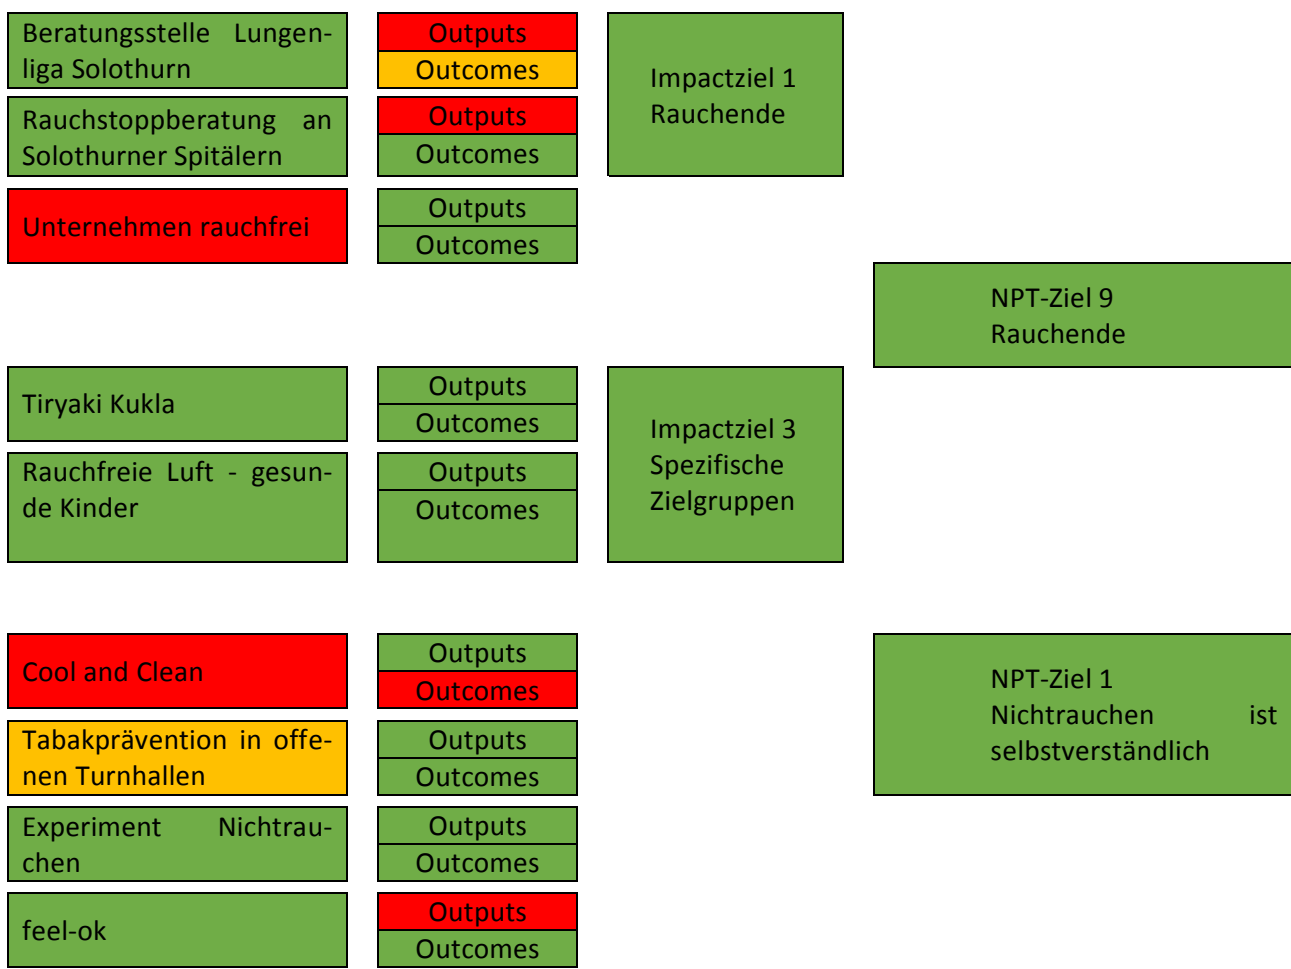 Beratungsstelle Lungen-
liga Solothurn
Outputs
Outcomes
Impactziel 1
Rauchende
Rauchstoppberatung an
Solothurner Spitälern
Outputs
Outcomes
Unternehmen rauchfrei
Outputs
Outcomes
NPT-Ziel 9
Rauchende
Tiryaki Kukla
Outputs
Outcomes
Impactziel 3
Spezifische
Zielgruppen
Rauchfreie Luft - gesun-
de Kinder
Outputs
Outcomes
Cool and Clean
Outputs
Outcomes
NPT-Ziel 1
Nichtrauchen ist
selbstverständlich
Tabakprävention in offe-
nen Turnhallen
Outputs
Outcomes
Experiment Nichtrau-
chen
Outputs
Outcomes
feel-ok
Outputs
Outcomes